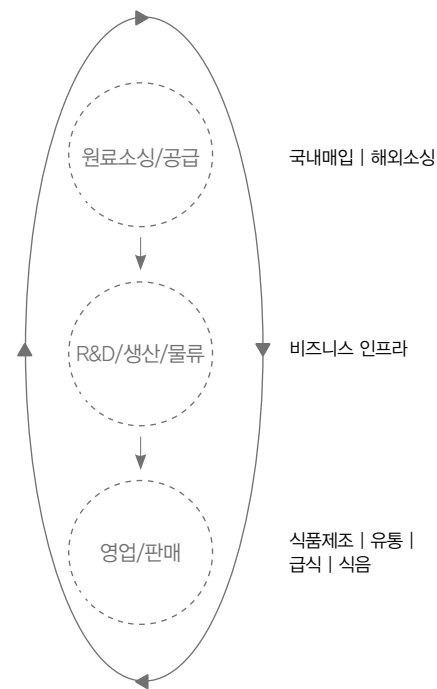 원료소싱/공급
국내매입 | 해외소싱
R&D/생산/물류
비즈니스 인프라
영업/판매
식품제조 | 유통 |
급식 | 식음